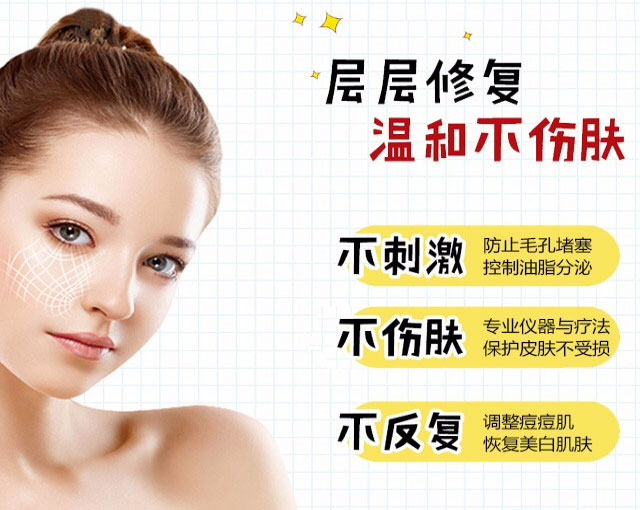 层层修复
温和不伤肤
不刺激
防止毛孔堵塞
控制油脂分泌
不伤肤
专业仪器与疗法
保护皮肤不受损
不反复
调整痘痘肌
恢复美白肌肤